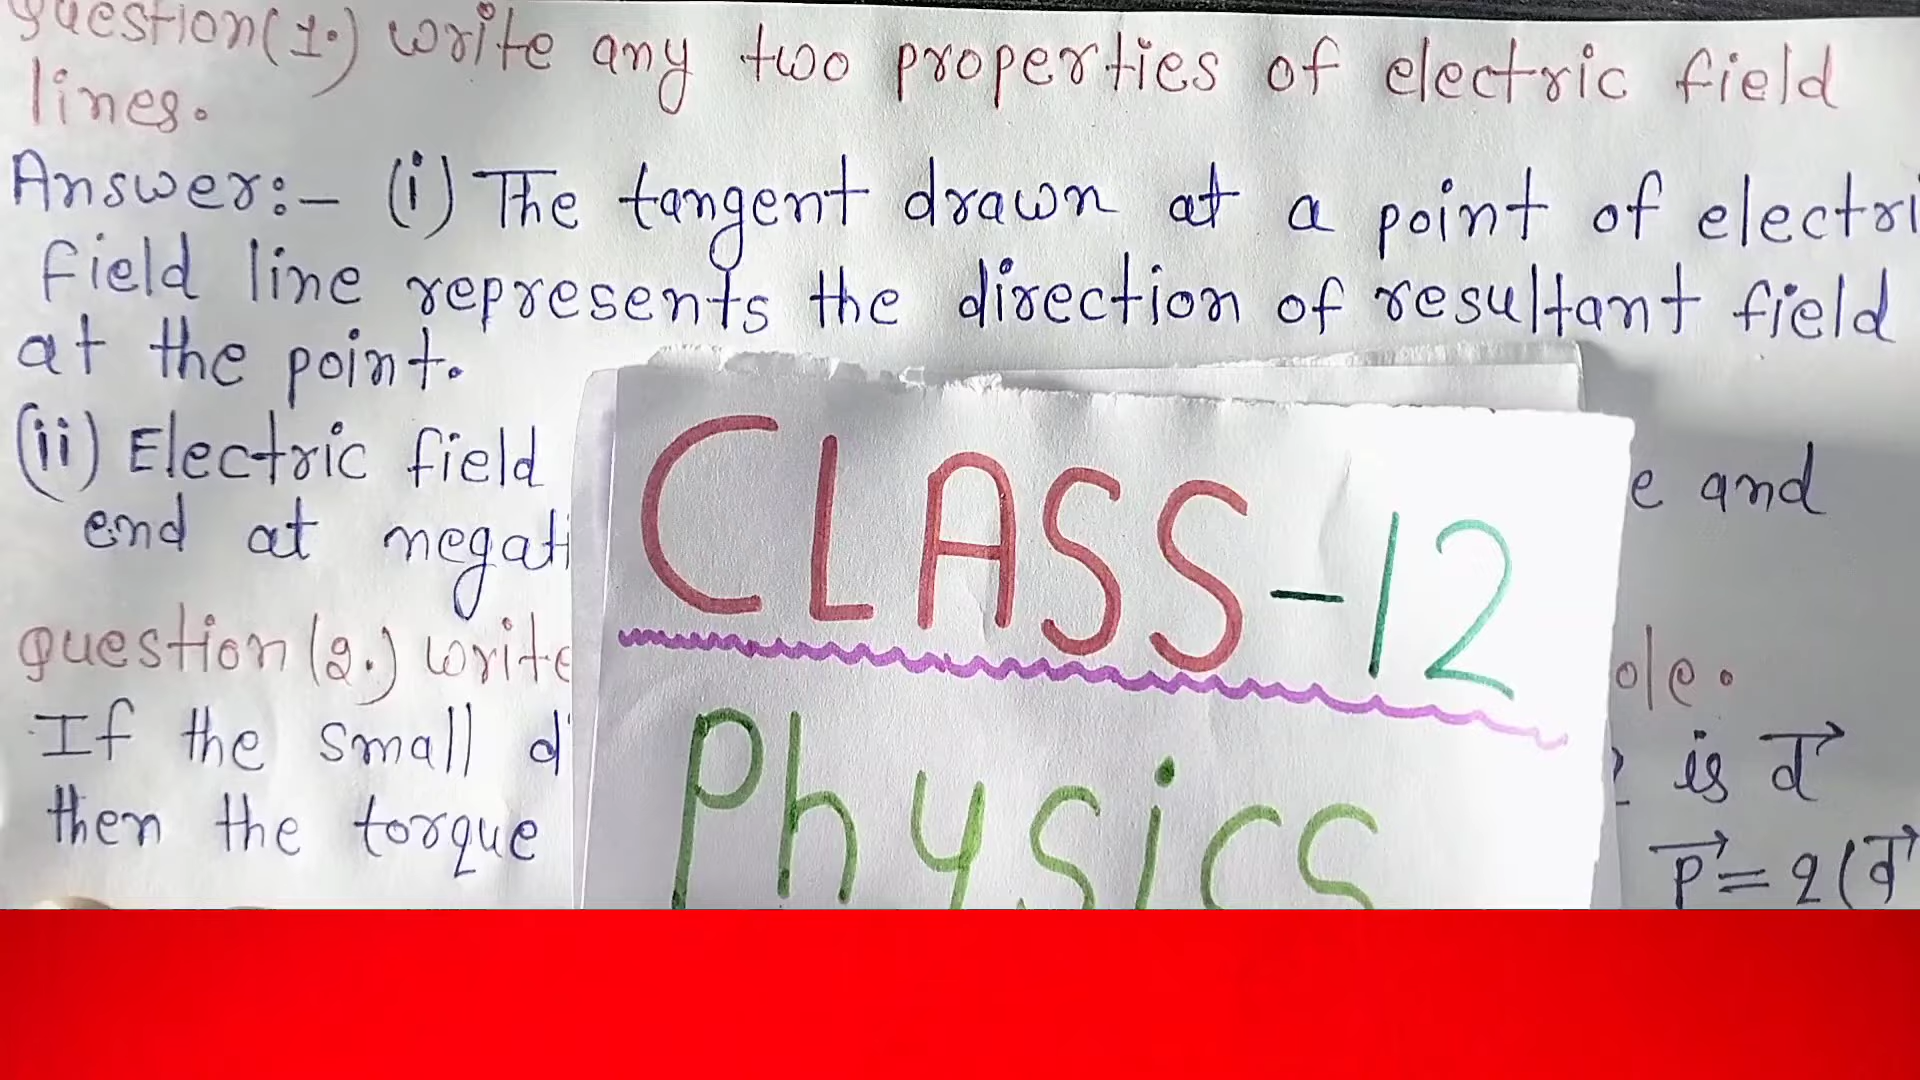 question(1.) write any two properties of electric field
lines.
Answer:- (i) The tangent drawn at a point of electri
field line represents the direction of resultant field
at the point.
(ii) Electric field
e and
end at negati
question (2.) write
ole.
If the small d
is d⃗
then the torque
p⃗ = q(d⃗
CLASS-12
Physics